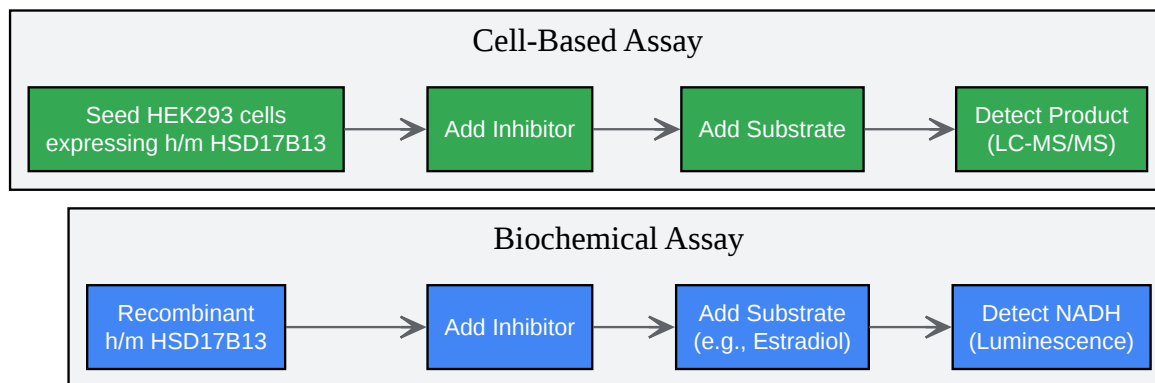 Cell-Based Assay
Seed HEK293 cells
expressing h/m HSD17B13
Add Inhibitor
Add Substrate
Detect Product
(LC-MS/MS)
Biochemical Assay
Recombinant
h/m HSD17B13
Add Inhibitor
Add Substrate
(e.g., Estradiol)
Detect NADH
(Luminescence)